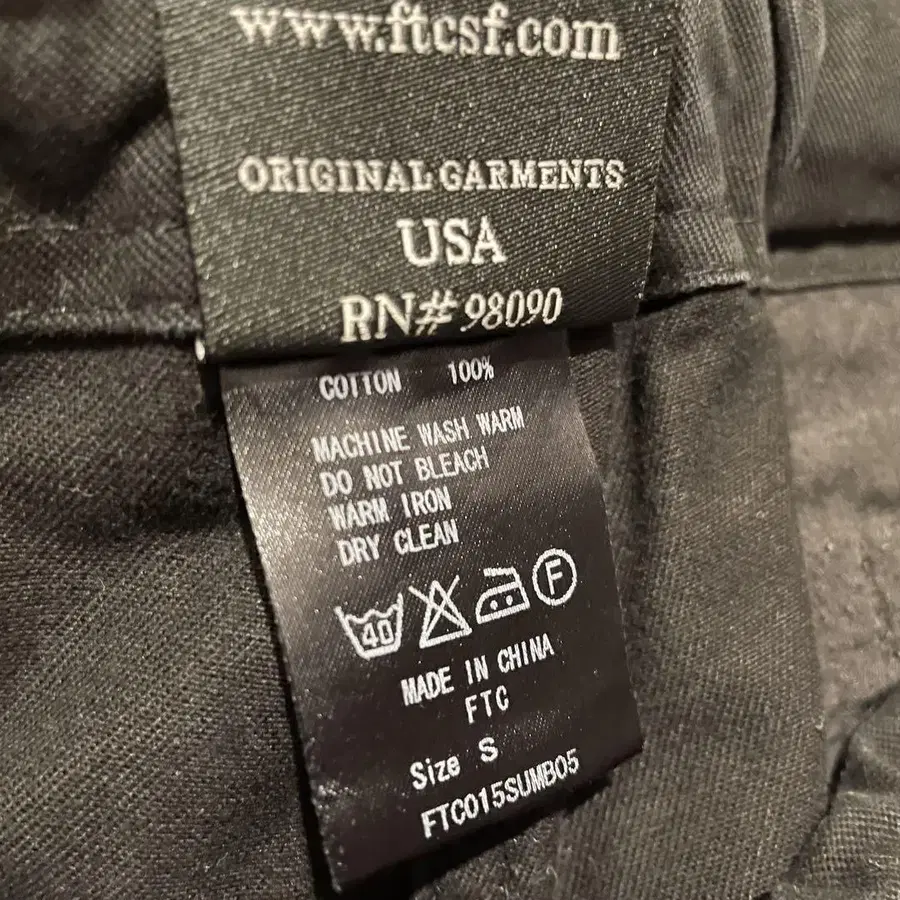 www.ftcsf.com
ORIGINAL GARMENTS
USA
RN# 98090
COTTON 100%
MACHINE WASH WARM
DO NOT BLEACH
WARM IRON
DRY CLEAN
40 F
MADE IN CHINA
FTC
Size S
FTC015SUMB05